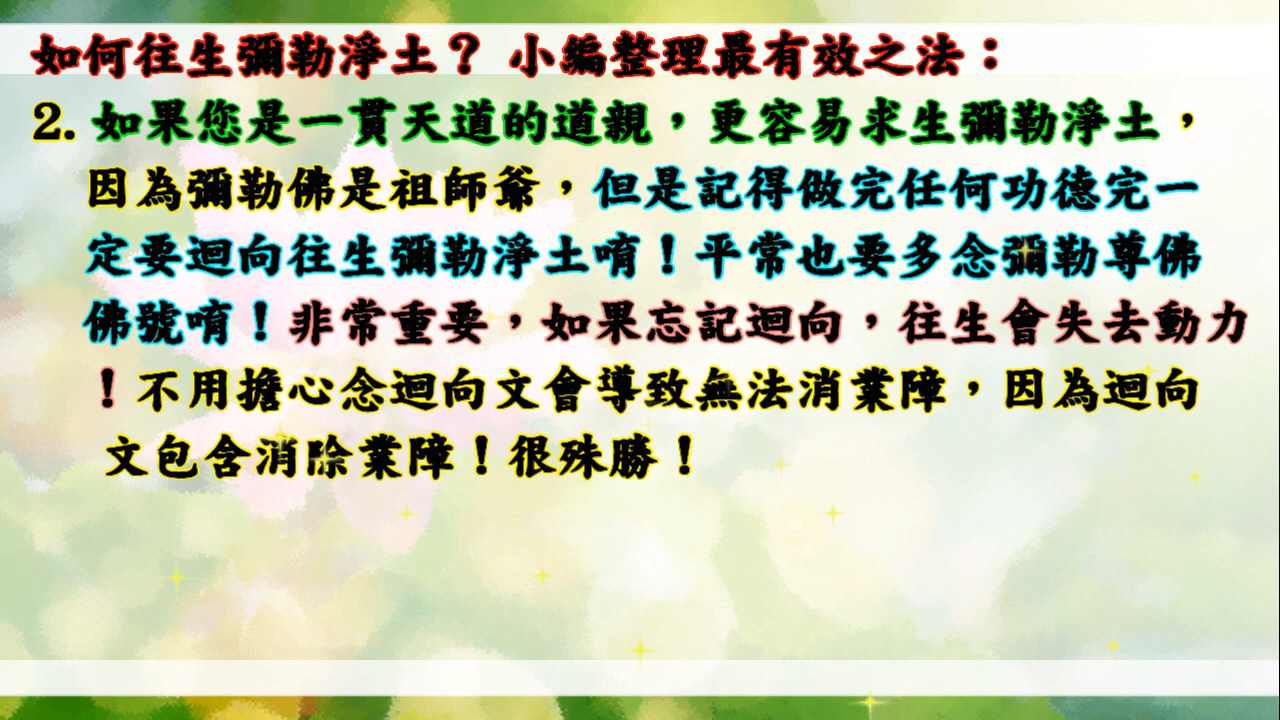 如何往生彌勒淨土？ 小編整理最有效之法：
2. 如果您是一貫天道的道親，更容易求生彌勒淨土，
因為彌勒佛是祖師爺，但是記得做完任何功德完一
定要迴向往生彌勒淨土唷！平常也要多念彌勒尊佛
佛號唷！非常重要，如果忘記迴向，往生會失去動力
！不用擔心念迴向文會導致無法消業障，因為迴向
文包含消除業障！很殊勝！